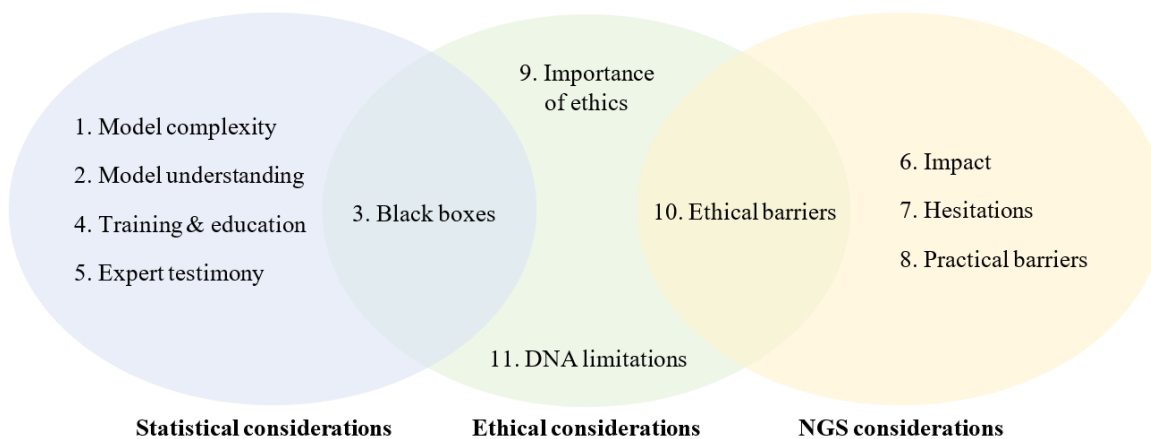 1. Model complexity
2. Model understanding
4. Training & education
5. Expert testimony
3. Black boxes
9. Importance
of ethics
11. DNA limitations
10. Ethical barriers
6. Impact
7. Hesitations
8. Practical barriers
Statistical considerations
Ethical considerations
NGS considerations